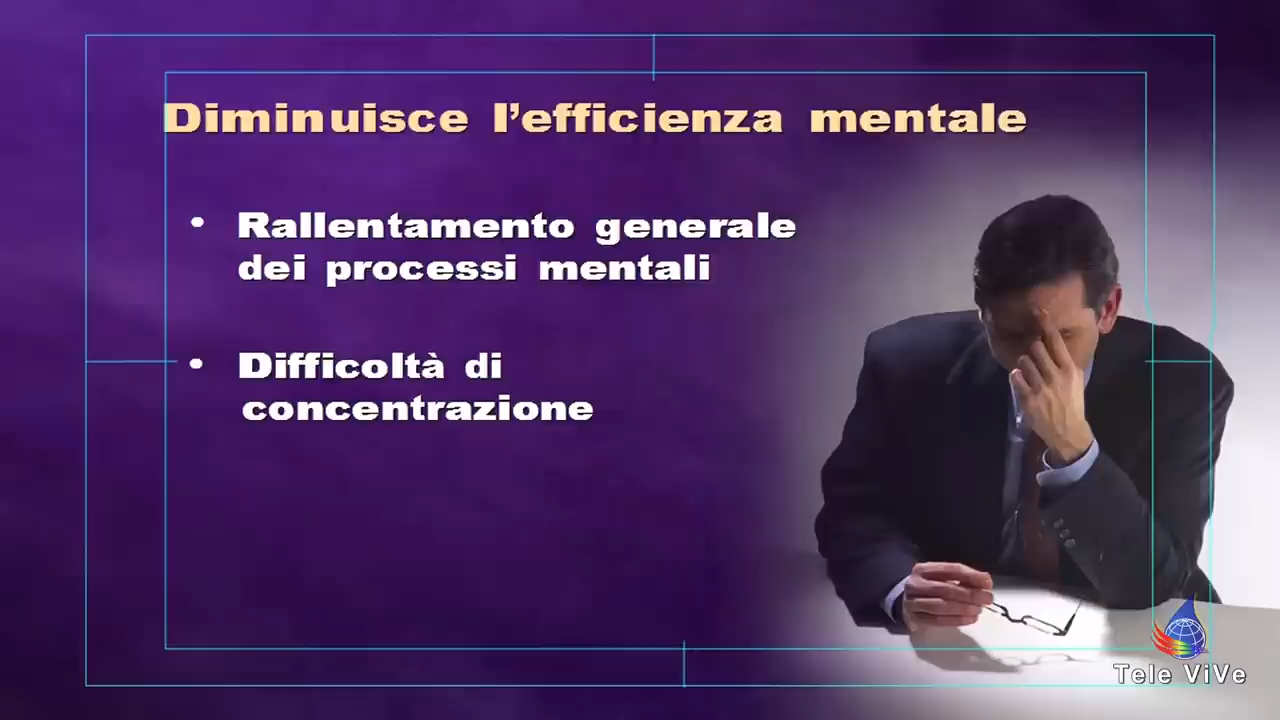 Diminuisce l’efficienza mentale
• Rallentamento generale
dei processi mentali
• Difficoltà di
concentrazione
Tele ViVe